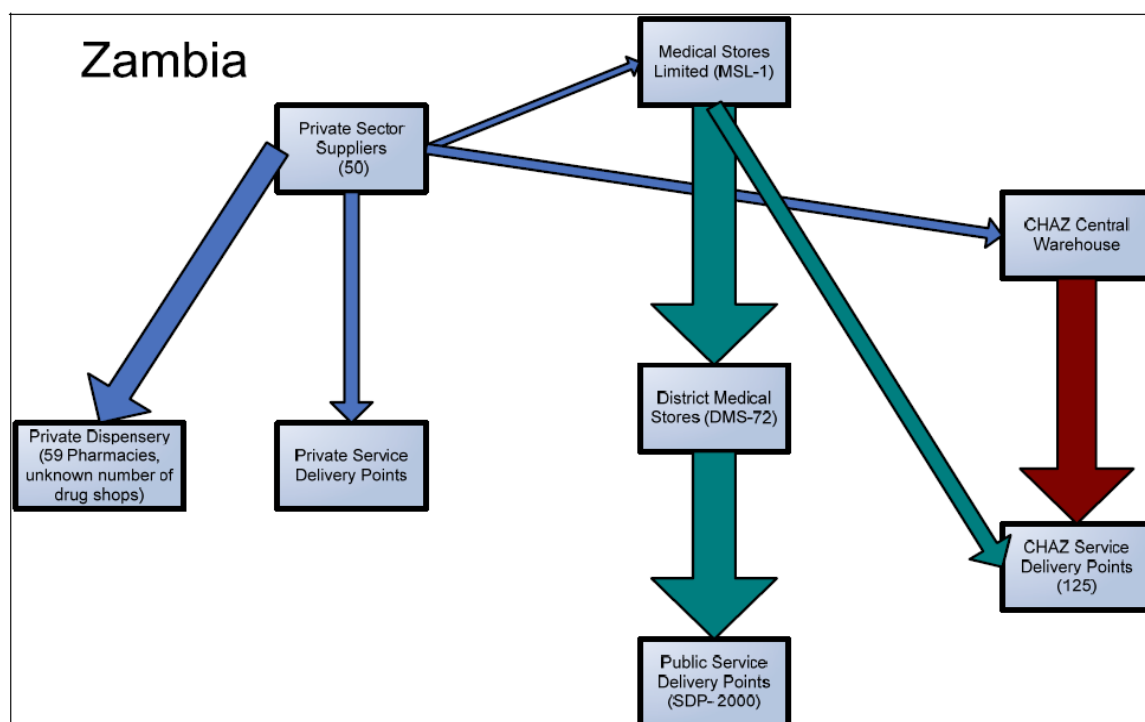 Zambia
Medical Stores
Limited (MSL-1)
Private Sector
Suppliers
(50)
CHAZ Central
Warehouse
District Medical
Stores (DMS-72)
Private Dispensery
(59 Pharmacies,
unknown number of
drug shops)
Private Service
Delivery Points
CHAZ Service
Delivery Points
(125)
Public Service
Delivery Points
(SDP- 2000)